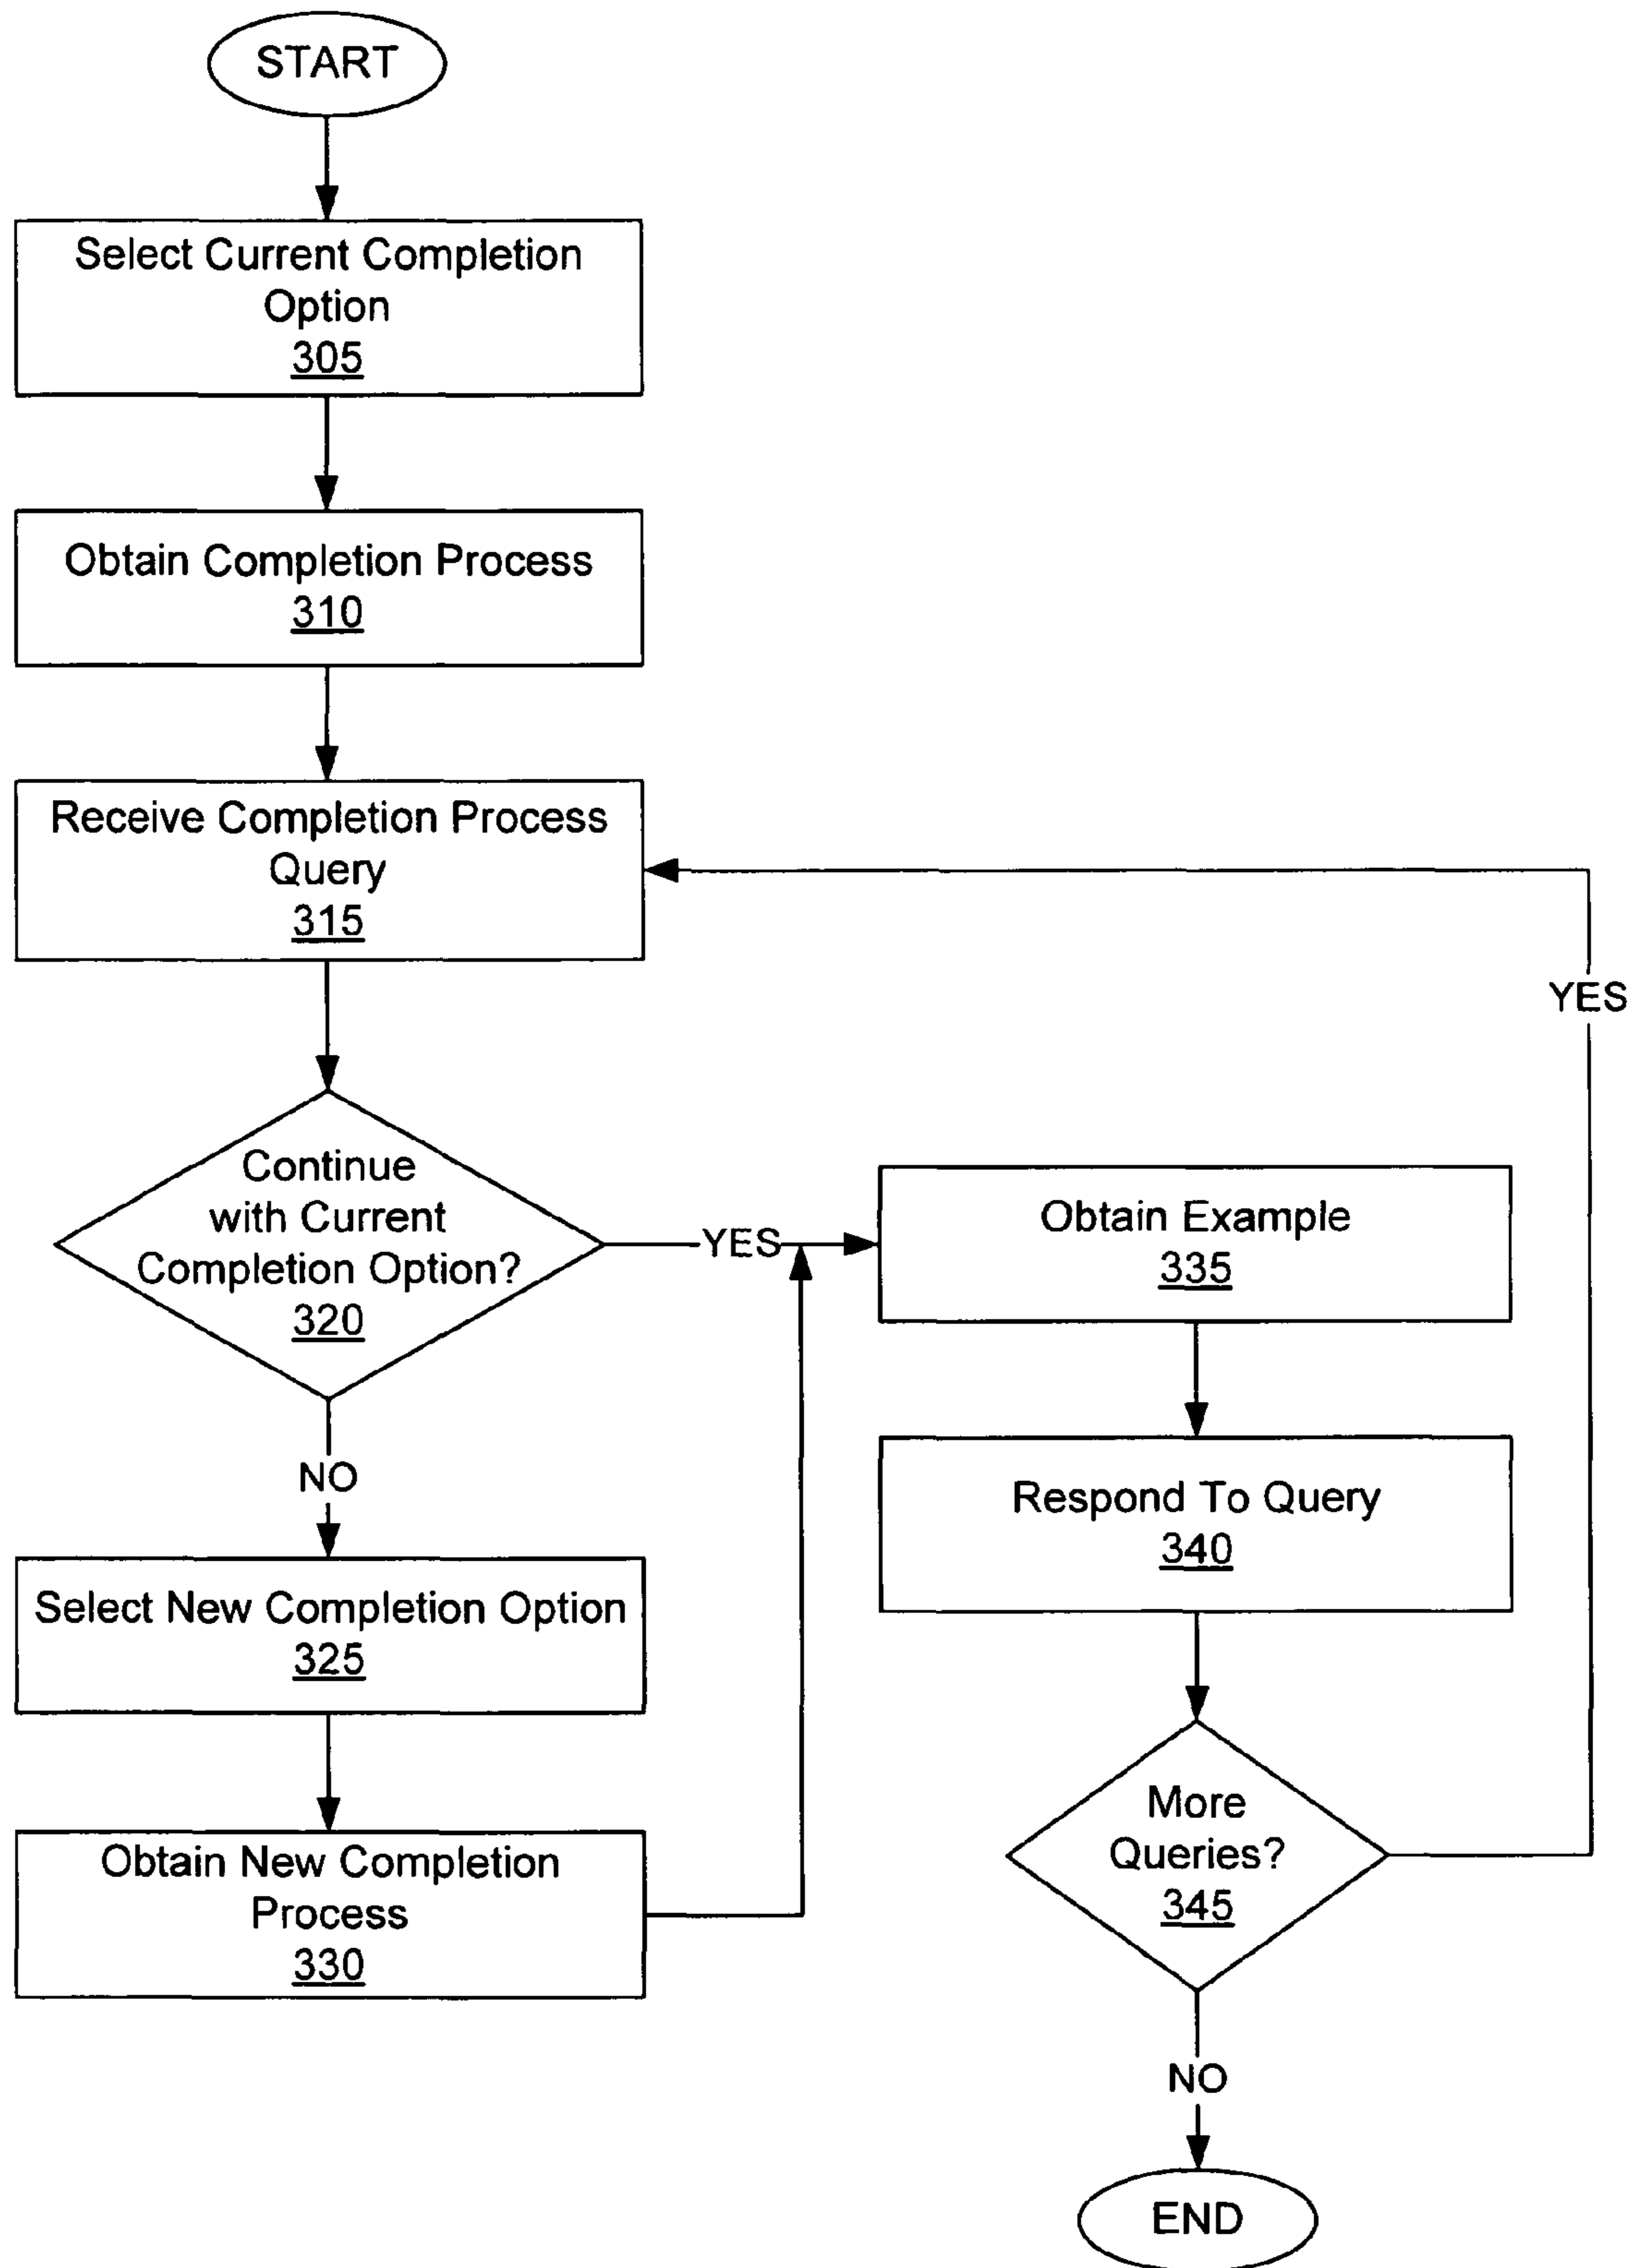 START
Select Current Completion
Option
305
Obtain Completion Process
310
Receive Completion Process
Query
315
YES
Continue
with Current
Completion Option?
320
YES
Obtain Example
335
NO
Respond To Query
340
Select New Completion Option
325
More
Queries?
345
Obtain New Completion
Process
330
NO
END